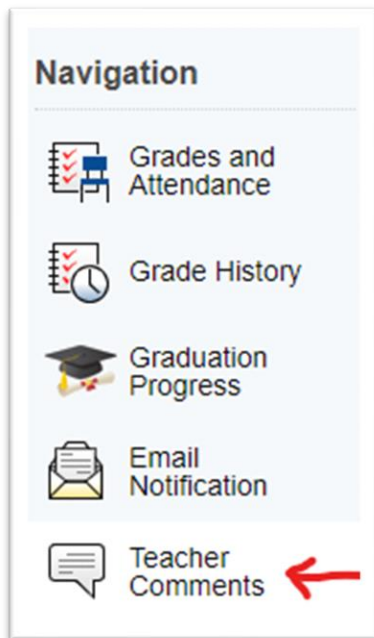 Navigation
Grades and
Attendance
Grade History
Graduation
Progress
Email
Notification
Teacher
Comments